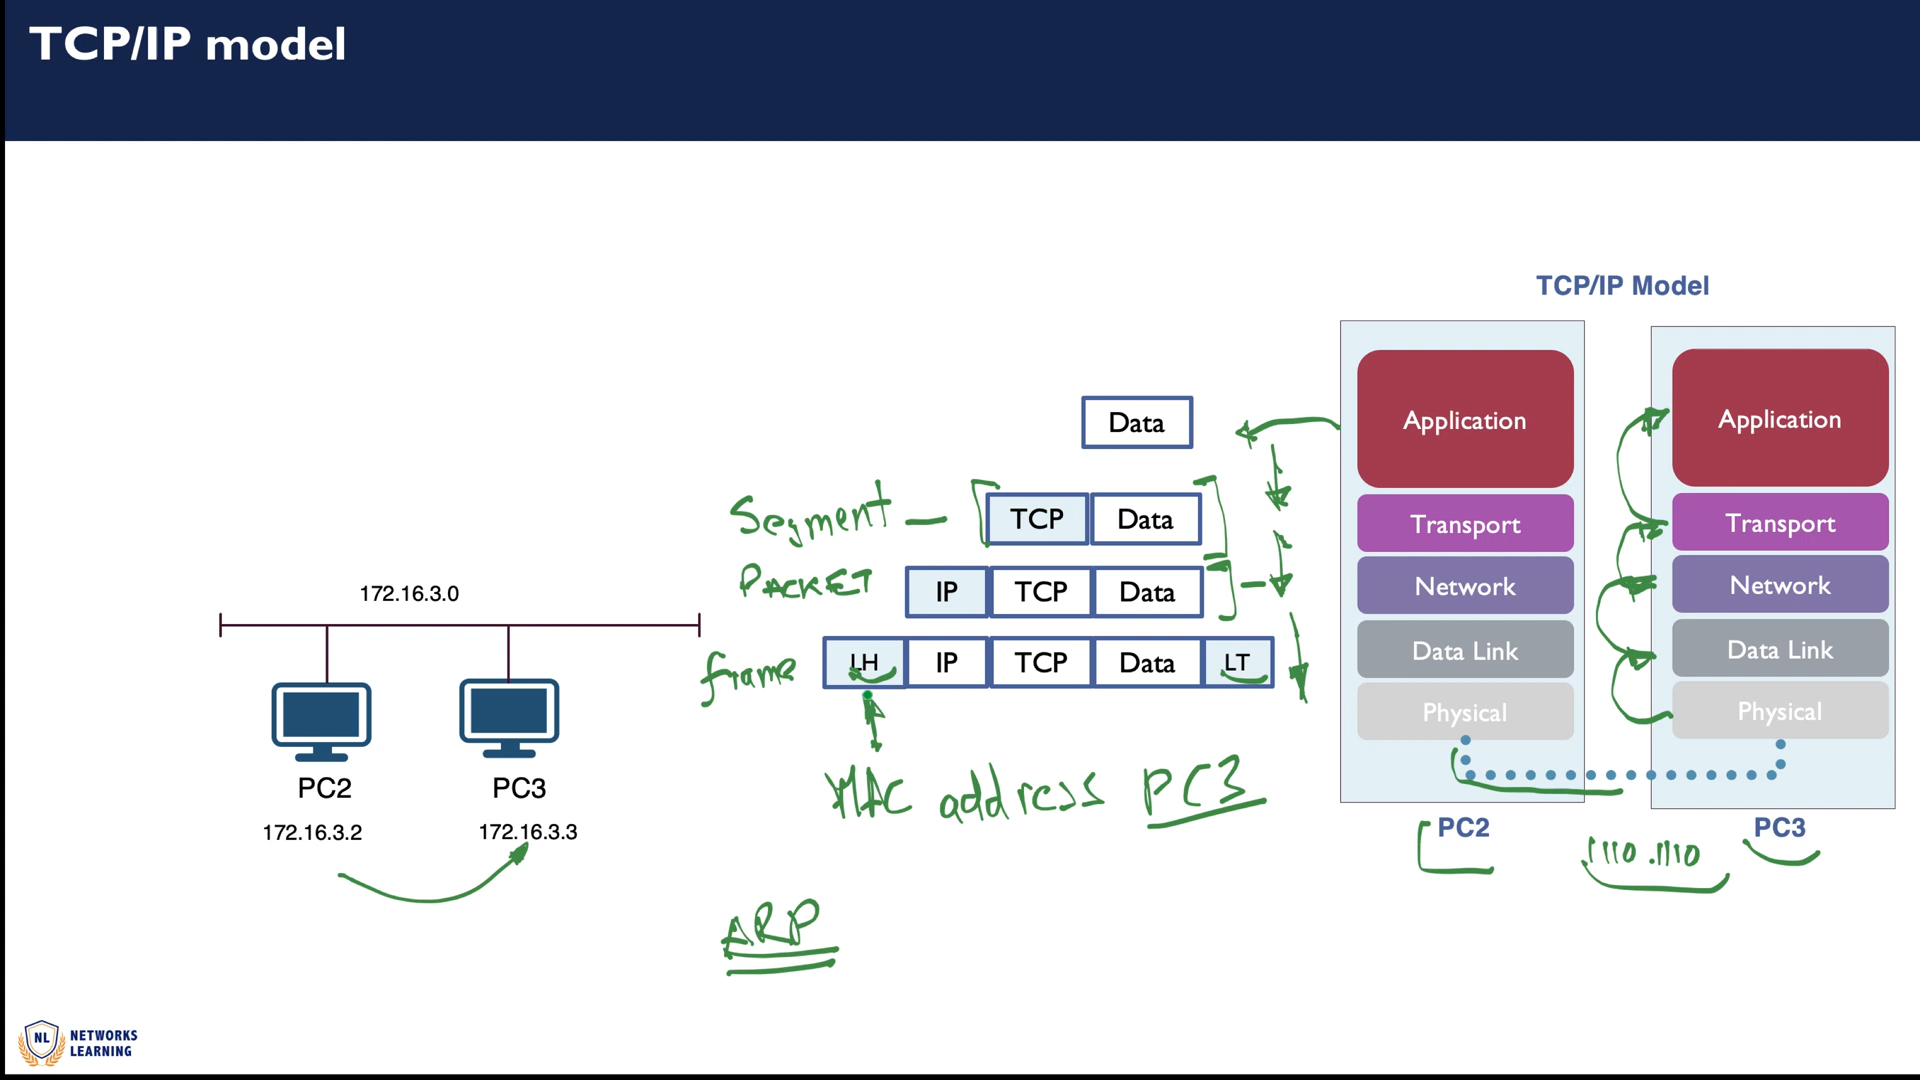 TCP/IP model
TCP/IP Model
Data
Segment – TCP Data
PACKET IP TCP Data
frame LH IP TCP Data LT
MAC address PC3
ARP
172.16.3.0
PC2 PC3
172.16.3.2 172.16.3.3
Application Application
Transport Transport
Network Network
Data Link Data Link
Physical Physical
PC2 PC3
1110.1110
NL NETWORKS
LEARNING